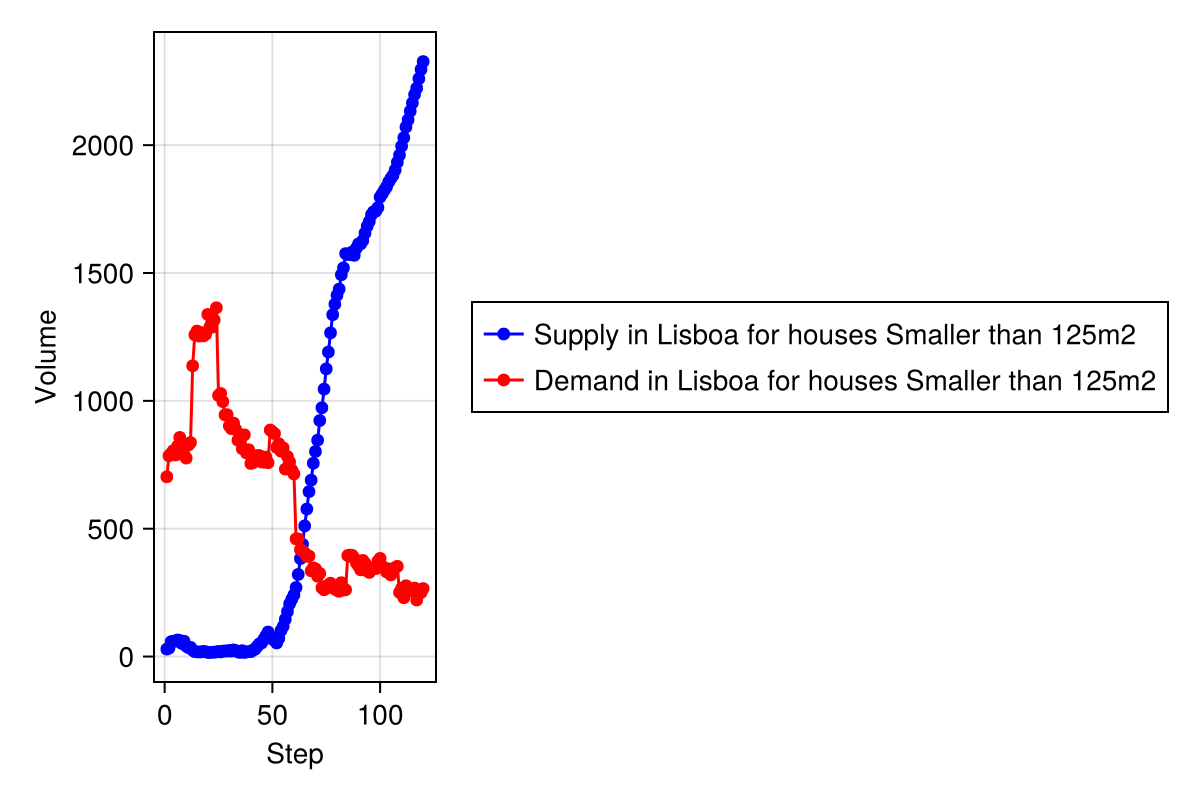 2000
1500
1000
500
0
Volume
0 50 100
Step
Supply in Lisboa for houses Smaller than 125m2
Demand in Lisboa for houses Smaller than 125m2